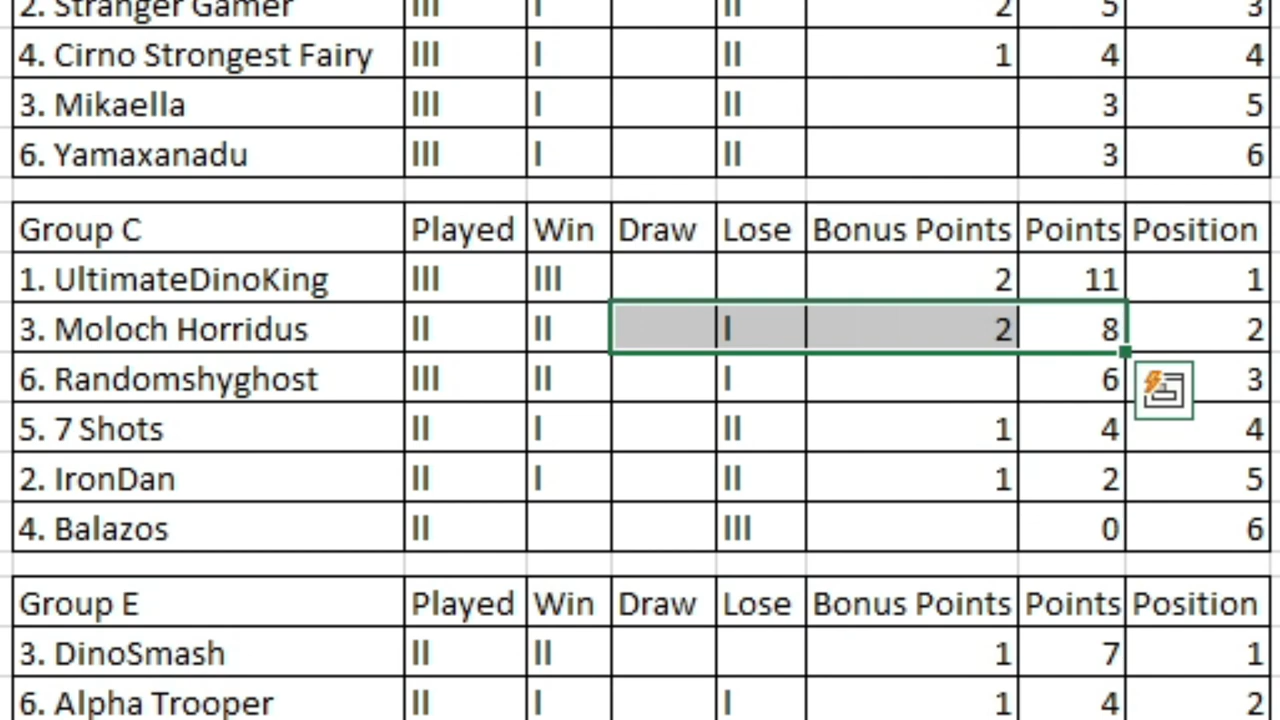 2. Stranger Gamer III I II 2 5 3
4. Cirno Strongest Fairy III I II 1 4 4
3. Mikaella III I II 3 5
6. Yamaxanadu III I II 3 6
Group C Played Win Draw Lose Bonus Points Points Position
1. UltimateDinoKing III III 2 11 1
3. Moloch Horridus II II I 2 8 2
6. Randomshyghost III II I 6 3
5. 7 Shots II I II 1 4 4
2. IronDan II I II 1 2 5
4. Balazos II III 0 6
Group E Played Win Draw Lose Bonus Points Points Position
3. DinoSmash II II 1 7 1
6. Alpha Trooper II I I 1 4 2